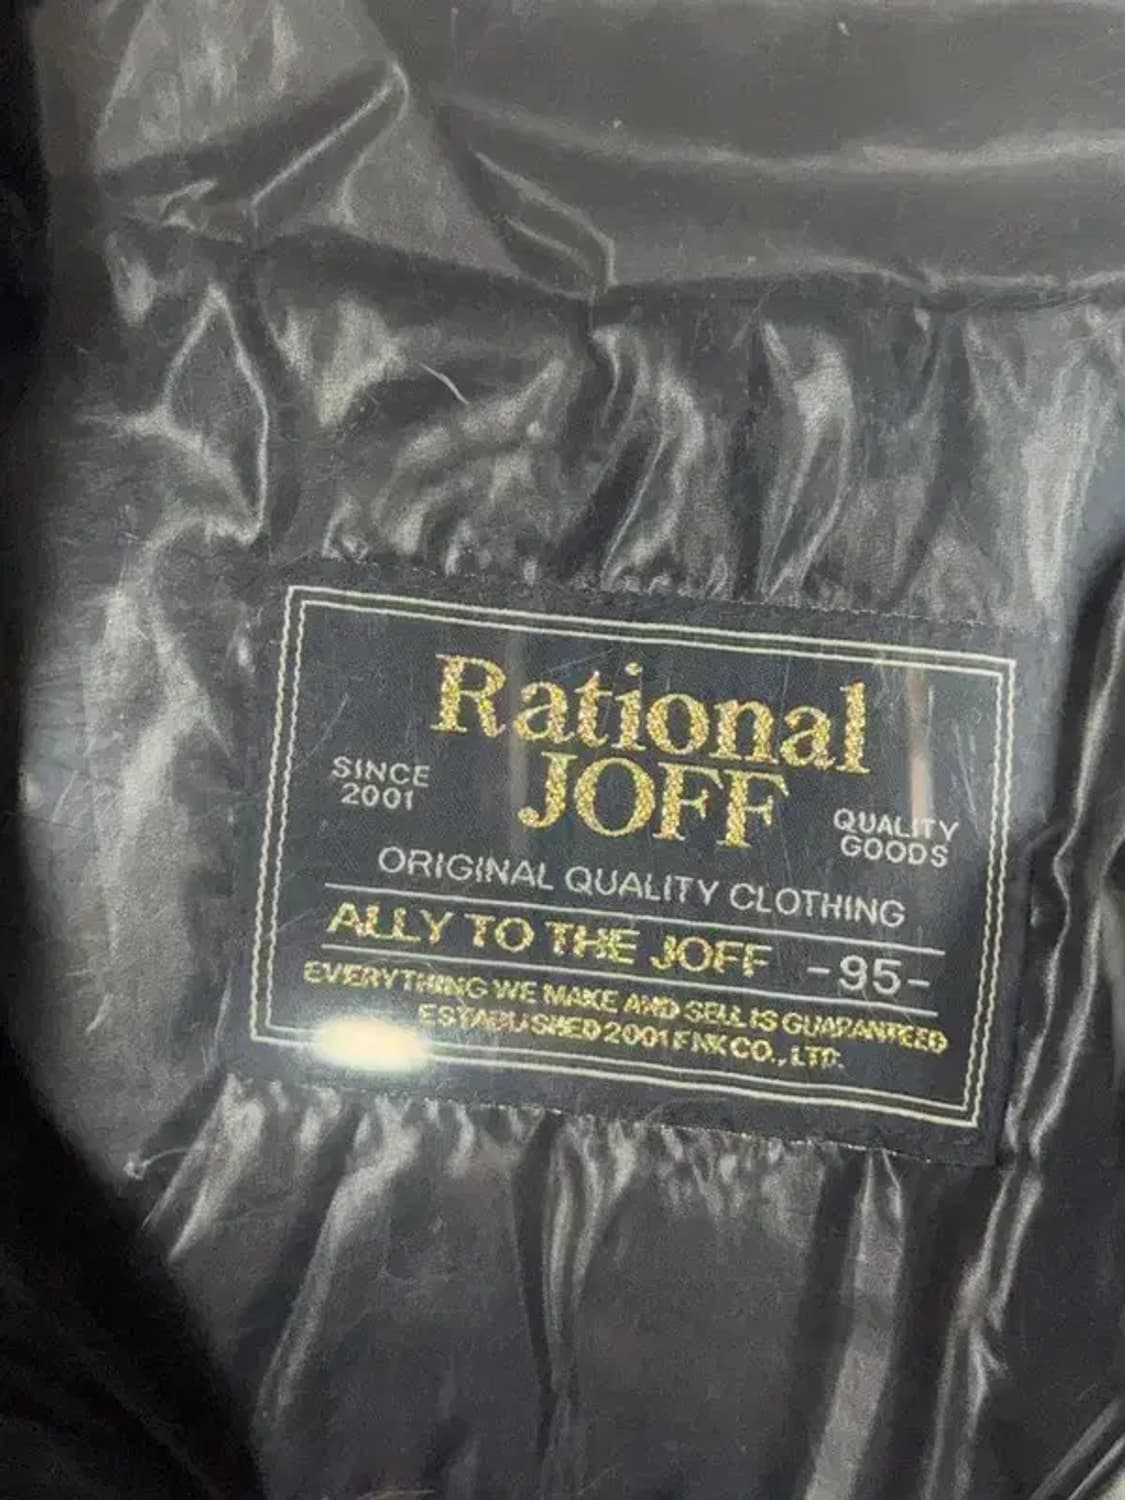 Rational
JOFF
SINCE
2001
QUALITY
GOODS
ORIGINAL QUALITY CLOTHING
ALLY TO THE JOFF -95-
EVERYTHING WE MAKE AND SELL IS GUARANTEED
ESTABLISHED 2001 FNK CO., LTD.